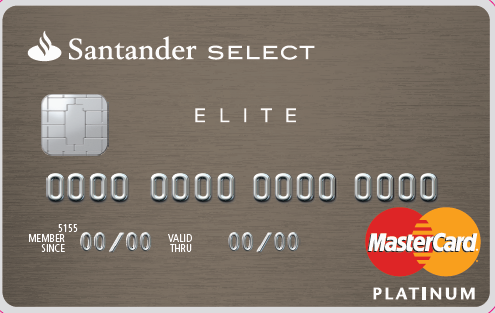 Santander SELECT
ELITE
0000 0000 0000 0000
5155
MEMBER SINCE 00/00 VALID THRU 00/00
MasterCard
PLATINUM